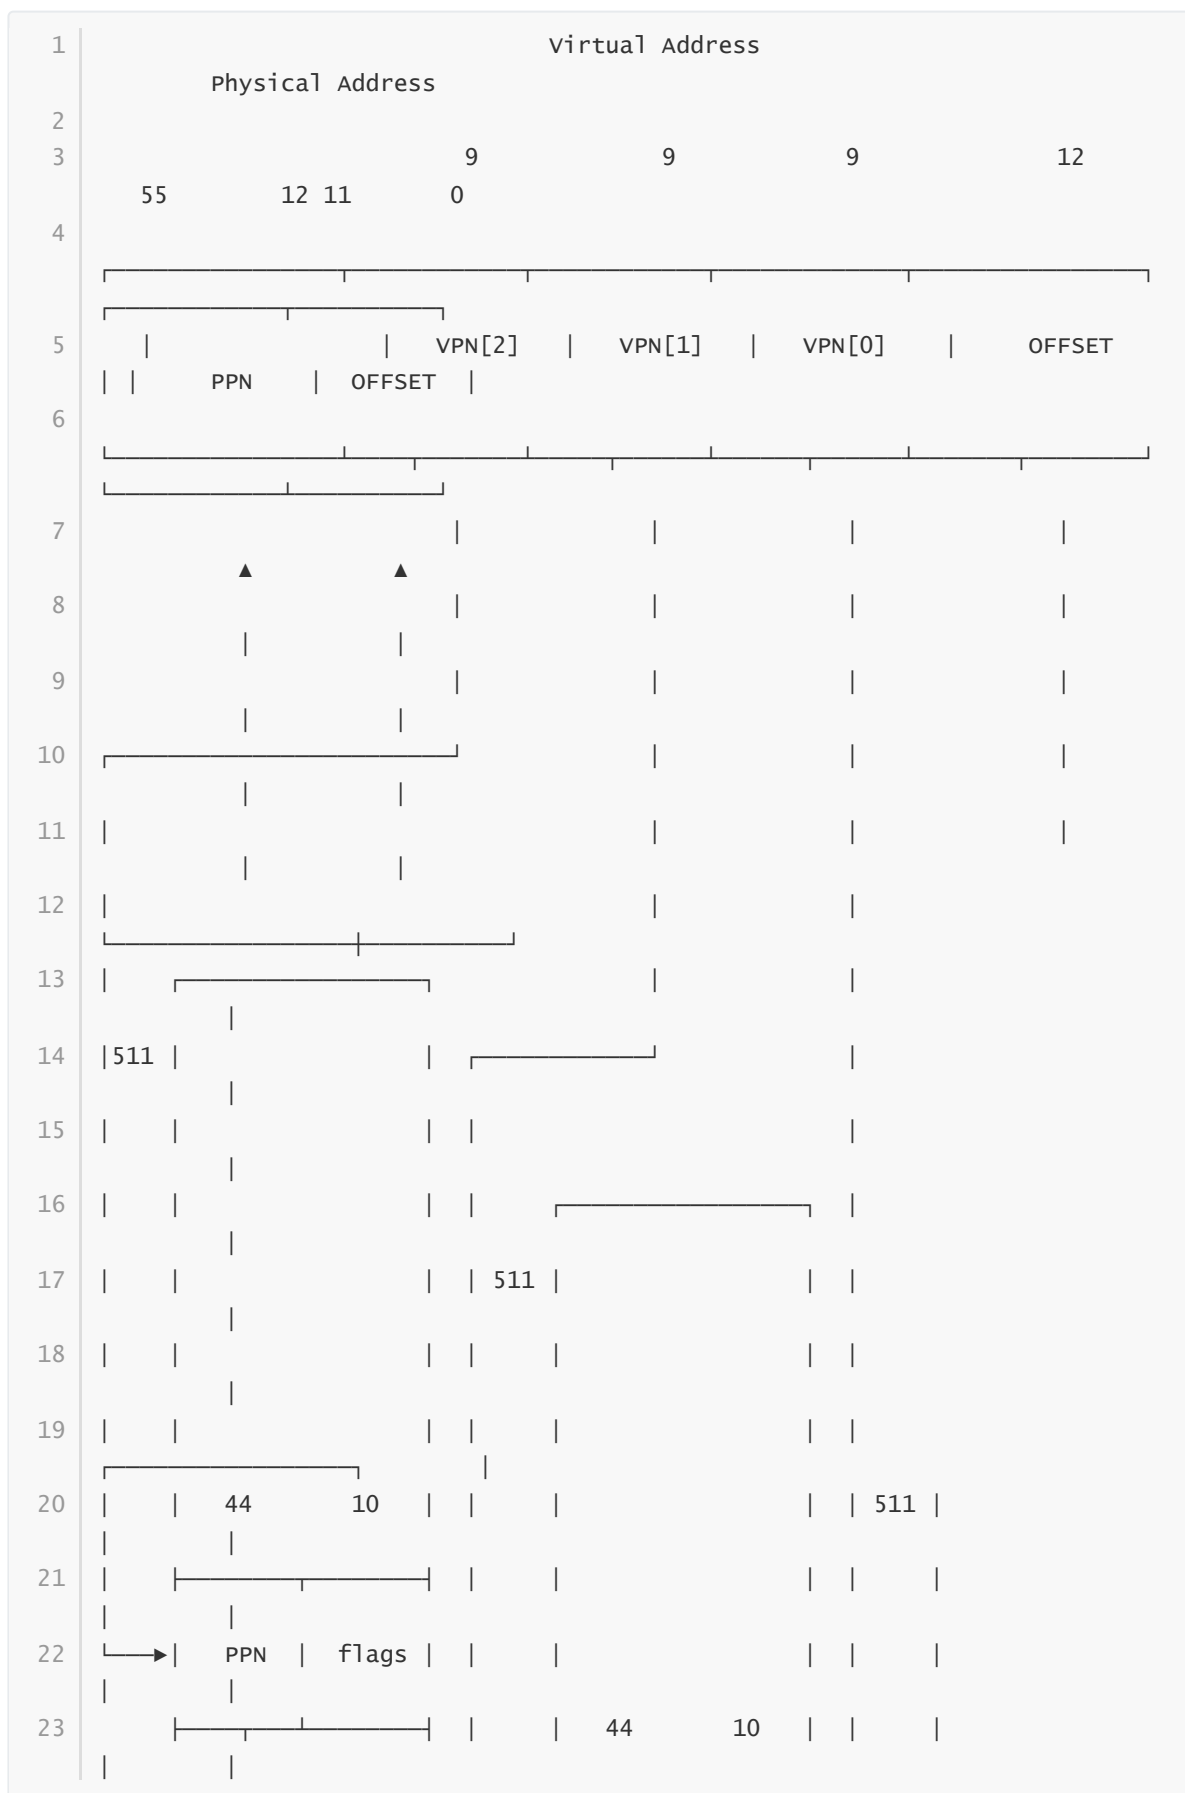 1 Virtual Address
Physical Address
2
3 9 9 9 12
55 12 11 0
4
┌────────────────┬────────────┬────────────┬─────────────┬────────────────┐
┌────────────┬──────────┐
5 │ │ VPN[2] │ VPN[1] │ VPN[0] │ OFFSET
│ │ PPN │ OFFSET │
6
└────────────────┴────┬───────┴─────┬──────┴──────┬──────┴───────┬────────┘
└────────────┴──────────┘
7 │ │ │ │
▲ ▲
8 │ │ │ │
│ │
9 │ │ │ │
│ │
10 ┌────────────────────────┘ │ │ │
│ │
11 │ │ │ │
│ │
12 │ │ │
└─────────────────┼──────────┘
13 │ ┌─────────────────┐ │ │
│
14 │511 │ │ ┌────────────┘ │
│
15 │ │ │ │ │
│
16 │ │ │ │ ┌─────────────────┐ │
│
17 │ │ │ │ 511 │ │ │
│
18 │ │ │ │ │ │ │
│
19 │ │ │ │ │ │ │
┌─────────────────┐ │
20 │ │ 44 10 │ │ │ │ │ 511 │
│ │
21 │ ├────────┬────────┤ │ │ │ │ │
│ │
22 └───►│ PPN │ flags │ │ │ │ │ │
│ │
23 ├────┬───┴────────┤ │ │ 44 10 │ │ │
│ │